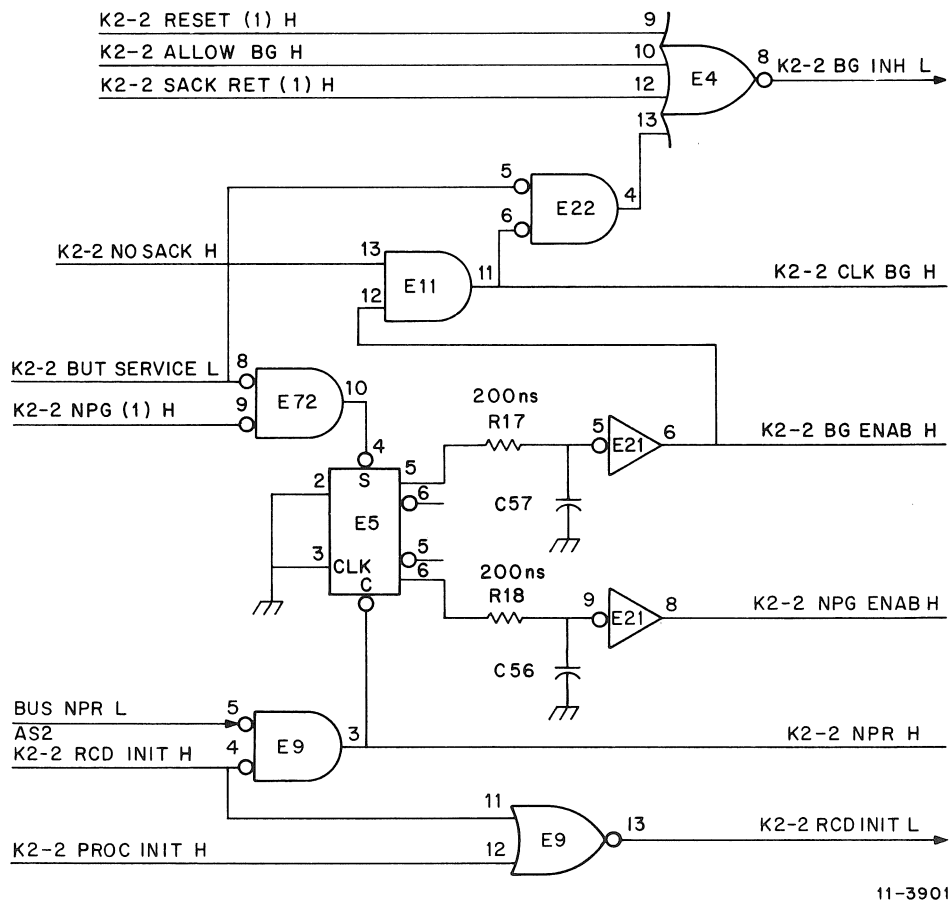 K2-2 RESET (1) H
9
K2-2 ALLOW BG H
10
K2-2 SACK RET (1) H
12
13
E4
8
K2-2 BG INH L
5
6
E22
4
K2-2 NO SACK H
13
12
E11
11
K2-2 CLK BG H
K2-2 BUT SERVICE L
8
K2-2 NPG (1) H
9
E72
10
200ns
R17
5
E21
6
K2-2 BG ENAB H
4
S
2
5
6
E5
C57
3
CLK
C
5
6
200ns
R18
9
E21
8
K2-2 NPG ENAB H
C56
BUS NPR L
5
AS2
K2-2 RCD INIT H
4
E9
3
K2-2 NPR H
11
K2-2 PROC INIT H
12
E9
13
K2-2 RCD INIT L
11-3901